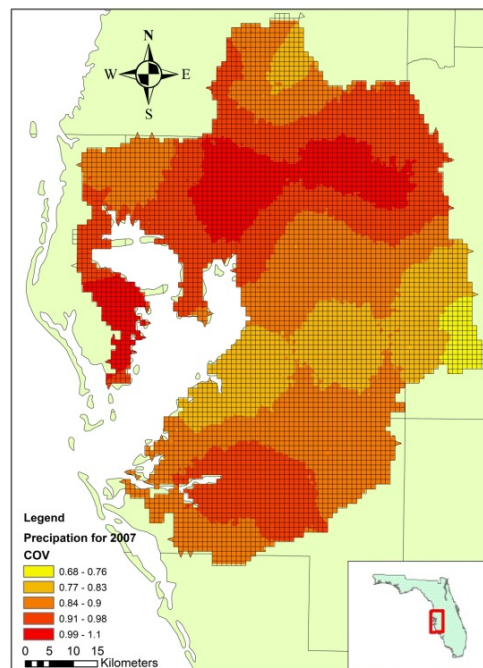 N
W E
S
Legend
Precipation for 2007
COV
0.68 - 0.76
0.77 - 0.83
0.84 - 0.9
0.91 - 0.98
0.99 - 1.1
0 5 10 15
Kilometers